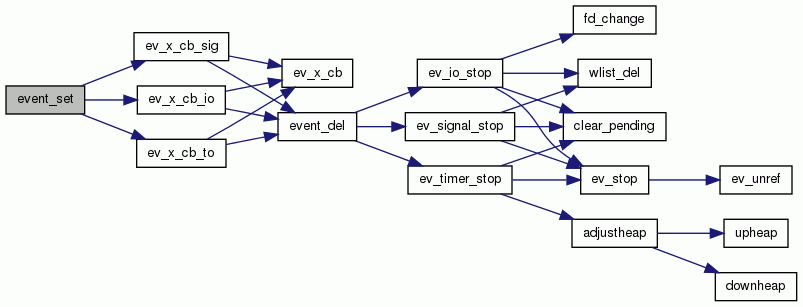 fd_change
ev_x_cb_sig
ev_x_cb
ev_io_stop
wlist_del
event_set
ev_x_cb_io
event_del
ev_signal_stop
clear_pending
ev_x_cb_to
ev_timer_stop
ev_stop
ev_unref
adjustheap
upheap
downheap